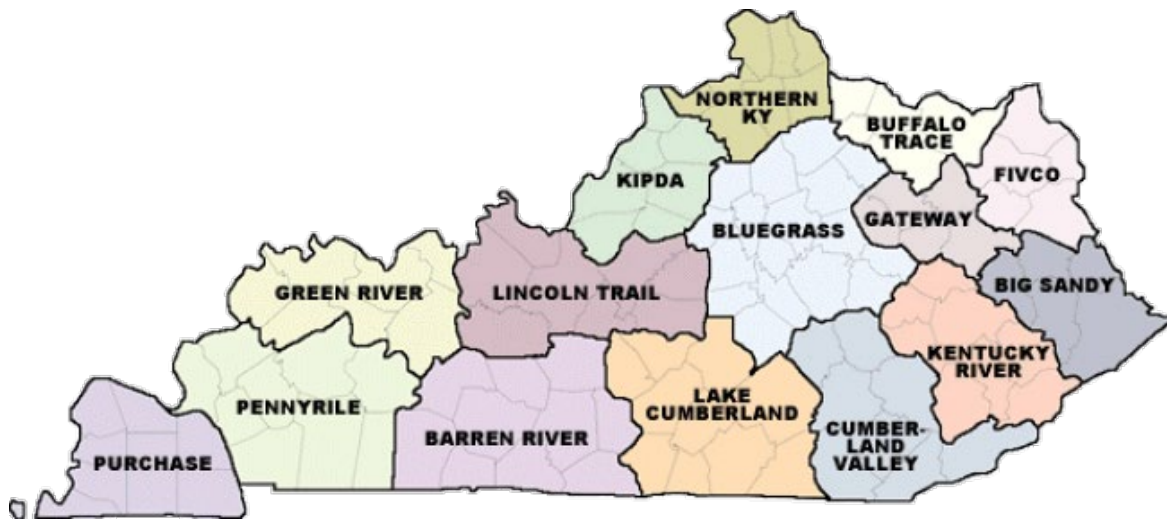 NORTHERN
KY
BUFFALO
TRACE
KIPDA
FIVCO
GATEWAY
BLUEGRASS
GREEN RIVER
LINCOLN TRAIL
BIG SANDY
KENTUCKY
RIVER
PENNYRILE
LAKE
CUMBERLAND
BARREN RIVER
CUMBER-
LAND
VALLEY
PURCHASE